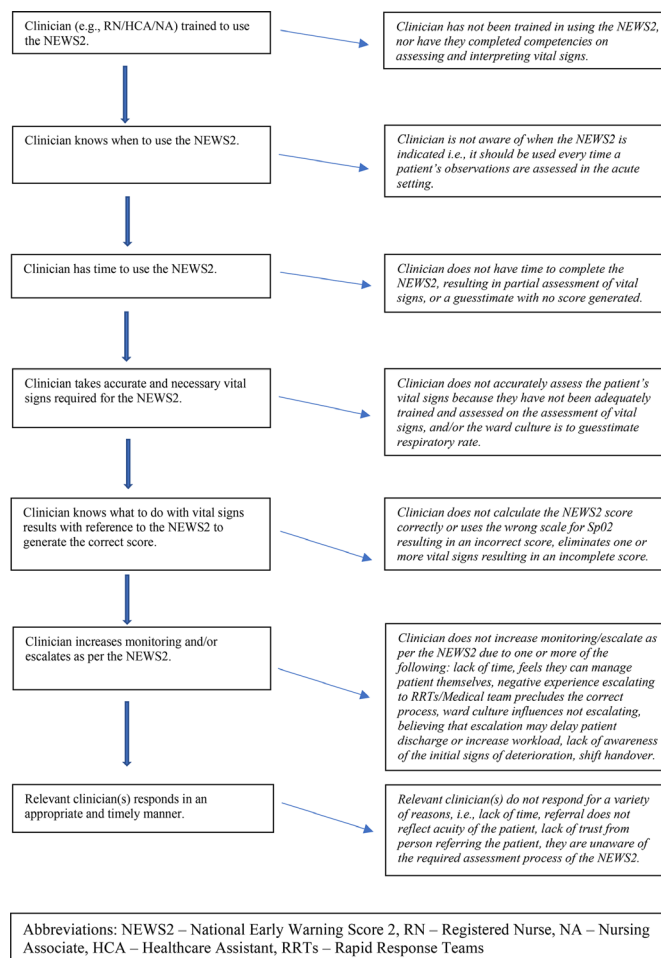 Clinician (e.g., RN/HCA/NA) trained to use
the NEWS2.
Clinician has not been trained in using the NEWS2,
nor have they completed competencies on
assessing and interpreting vital signs.
Clinician knows when to use the NEWS2.
Clinician is not aware of when the NEWS2 is
indicated i.e., it should be used every time a
patient's observations are assessed in the acute
setting.
Clinician has time to use the NEWS2.
Clinician does not have time to complete the
NEWS2, resulting in partial assessment of vital
signs, or a guesstimate with no score generated.
Clinician takes accurate and necessary vital
signs required for the NEWS2.
Clinician does not accurately assess the patient's
vital signs because they have not been adequately
trained and assessed on the assessment of vital
signs, and/or the ward culture is to guesstimate
respiratory rate.
Clinician knows what to do with vital signs
results with reference to the NEWS2 to
generate the correct score.
Clinician does not calculate the NEWS2 score
correctly or uses the wrong scale for Sp02
resulting in an incorrect score, eliminates one or
more vital signs resulting in an incomplete score.
Clinician increases monitoring and/or
escalates as per the NEWS2.
Clinician does not increase monitoring/escalate as
per the NEWS2 due to one or more of the
following: lack of time, feels they can manage
patient themselves, negative experience escalating
to RRTs/Medical team precludes the correct
process, ward culture influences not escalating,
believing that escalation may delay patient
discharge or increase workload, lack of awareness
of the initial signs of deterioration, shift handover.
Relevant clinician(s) responds in an
appropriate and timely manner.
Relevant clinician(s) do not respond for a variety
of reasons, i.e., lack of time, referral does not
reflect acuity of the patient, lack of trust from
person referring the patient, they are unaware of
the required assessment process of the NEWS2.
Abbreviations: NEWS2 – National Early Warning Score 2, RN – Registered Nurse, NA – Nursing
Associate, HCA – Healthcare Assistant, RRTs – Rapid Response Teams